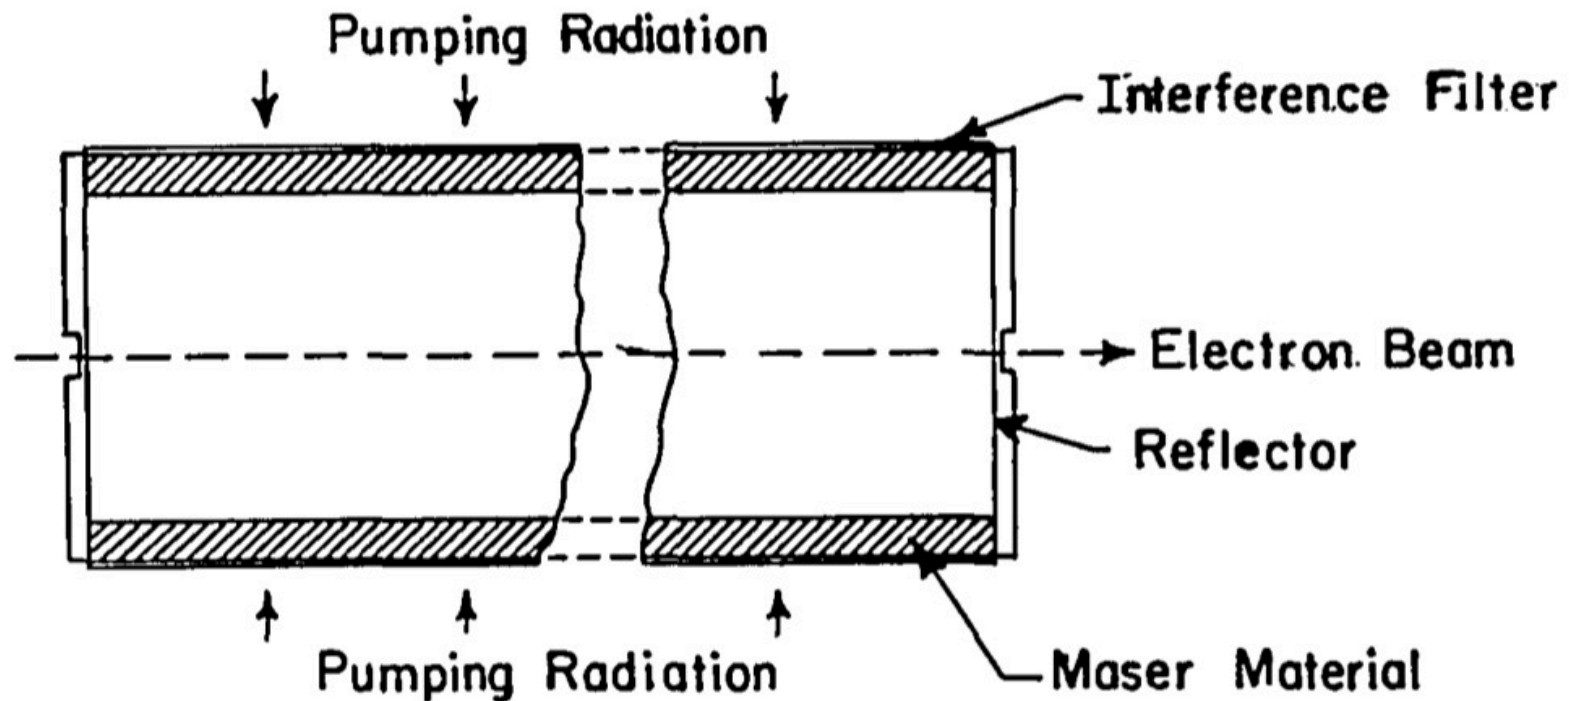 Pumping Radiation
Interference Filter
Electron Beam
Reflector
Pumping Radiation
Maser Material